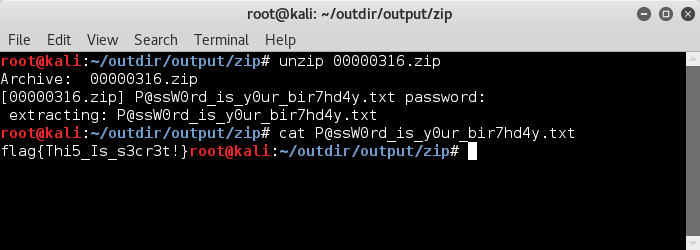 root@kali: ~/outdir/output/zip
File Edit View Search Terminal Help
root@kali:~/outdir/output/zip# unzip 00000316.zip
Archive:  00000316.zip
[00000316.zip] P@ssW0rd_is_y0ur_bir7hd4y.txt password:
 extracting: P@ssW0rd_is_y0ur_bir7hd4y.txt
root@kali:~/outdir/output/zip# cat P@ssW0rd_is_y0ur_bir7hd4y.txt
flag{Thi5_Is_s3cr3t!}root@kali:~/outdir/output/zip#